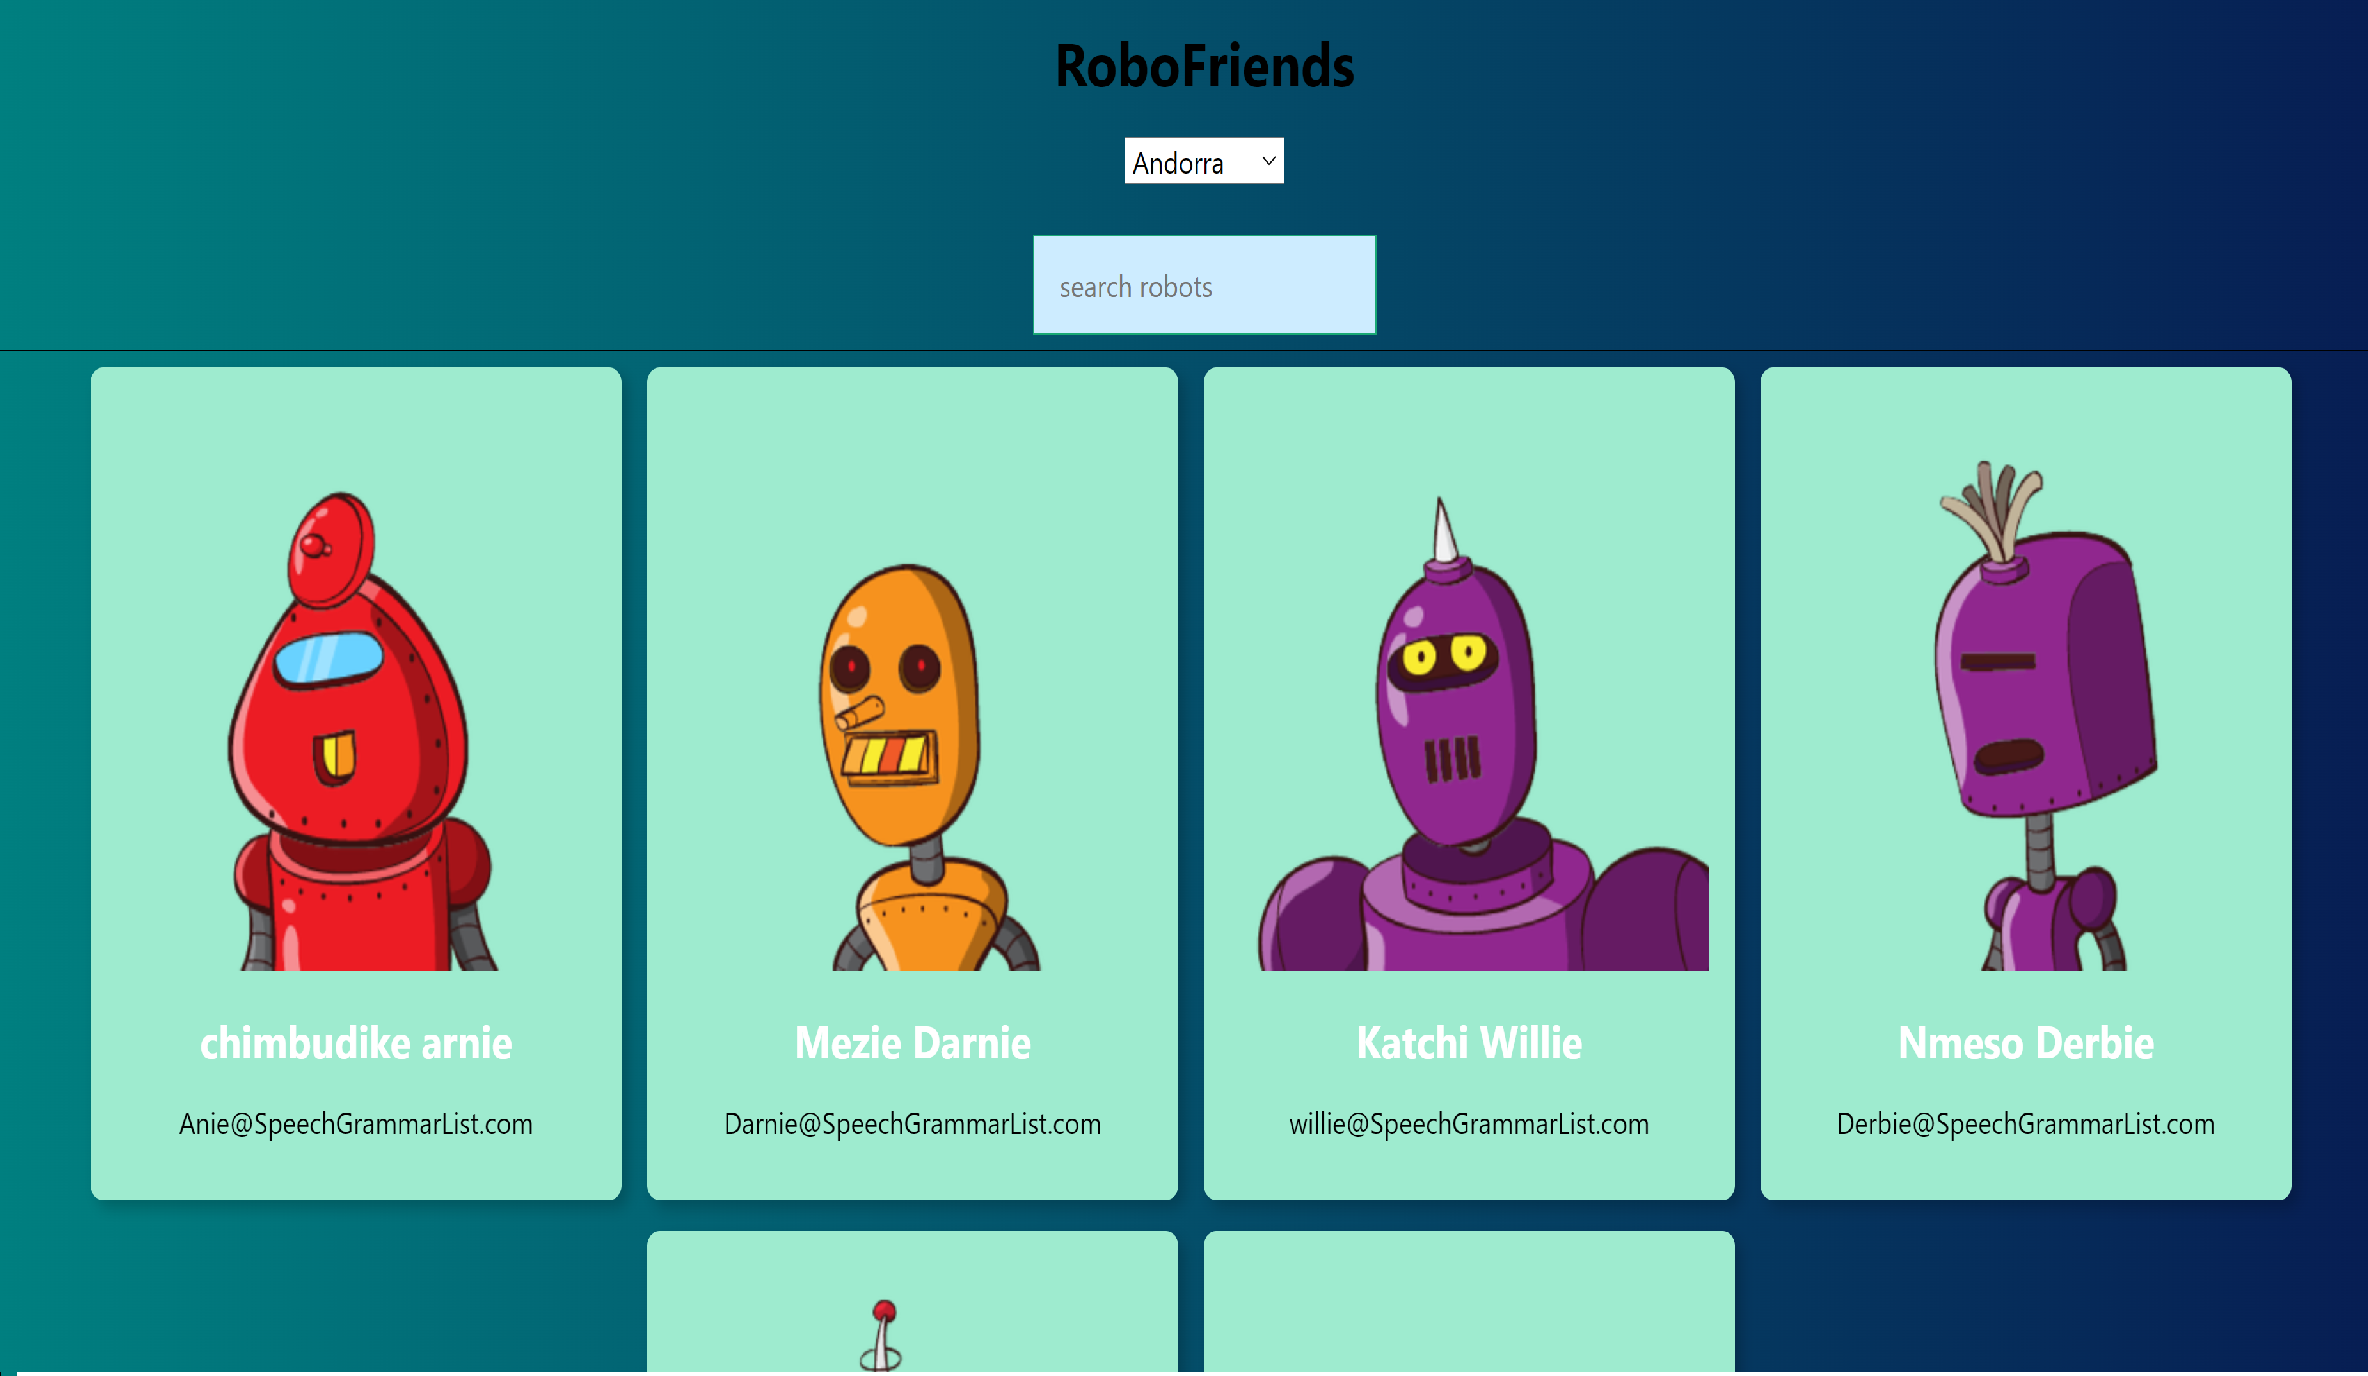 RoboFriends
Andorra
search robots
chimbudike arnie
Mezie Darnie
Katchi Willie
Nmeso Derbie
Anie@SpeechGrammarList.com
Darnie@SpeechGrammarList.com
willie@SpeechGrammarList.com
Derbie@SpeechGrammarList.com